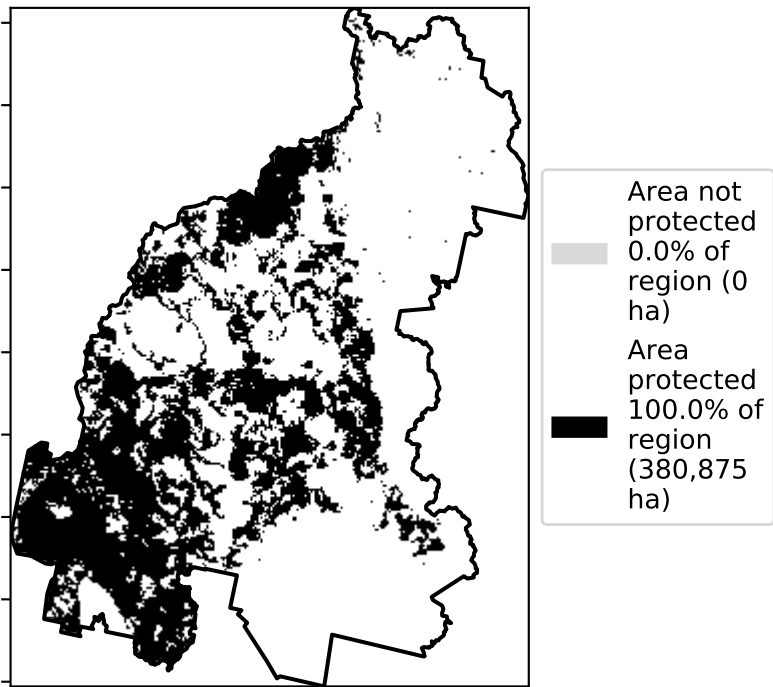 Area not
protected
0.0% of
region (0
ha)
Area
protected
100.0% of
region
(380,875
ha)